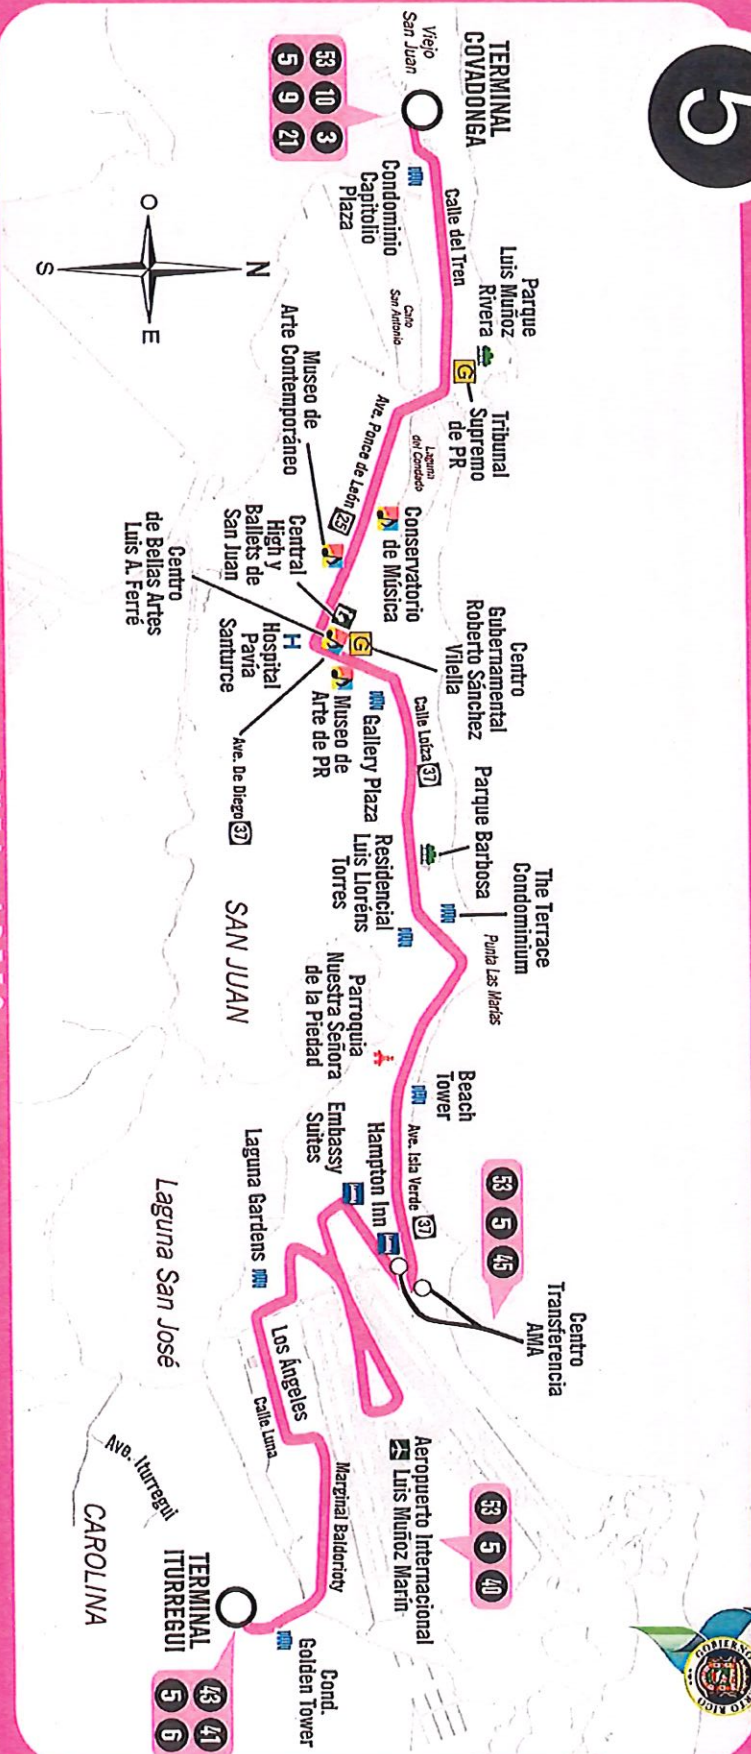 5
TERMINAL
COVADONGA
Viejo
San Juan
53 10 3
5 9 21
Condominio
Capitolio
Plaza
Calle del Tren
Caño
San Antonio
Parque
Luis Muñoz
Rivera
G
Tribunal
Supremo
de PR
Laguna
del Condado
O
N
S
E
Museo de
Arte Contemporáneo
Ave. Ponce de León 25
Conservatorio
de Música
Central
High y
Ballets de
San Juan
Centro
de Bellas Artes
Luis A. Ferré
H
Hospital
Pavía
Santurce
G
Centro
Gubernamental
Roberto Sánchez
Vilella
Museo de
Arte de PR
Ave. De Diego 37
Gallery Plaza
Calle Loíza 37
Parque Barbosa
Residencial
Luis Lloréns
Torres
The Terrace
Condominium
Punta Las Marías
SAN JUAN
Parroquia
Nuestra Señora
de la Piedad
Beach
Tower
Ave. Isla Verde 37
Embassy
Suites
Hampton Inn
53 5 45
Centro
Transferencia
AMA
Laguna Gardens
Laguna San José
Los Ángeles
Calle Luna
Aeropuerto Internacional
Luis Muñoz Marín
53 5 40
Marginal Baldorioty
Ave. Iturregui
CAROLINA
TERMINAL
ITURREGUI
Cond.
Golden Tower
43 41
5 6
GOBIERNO